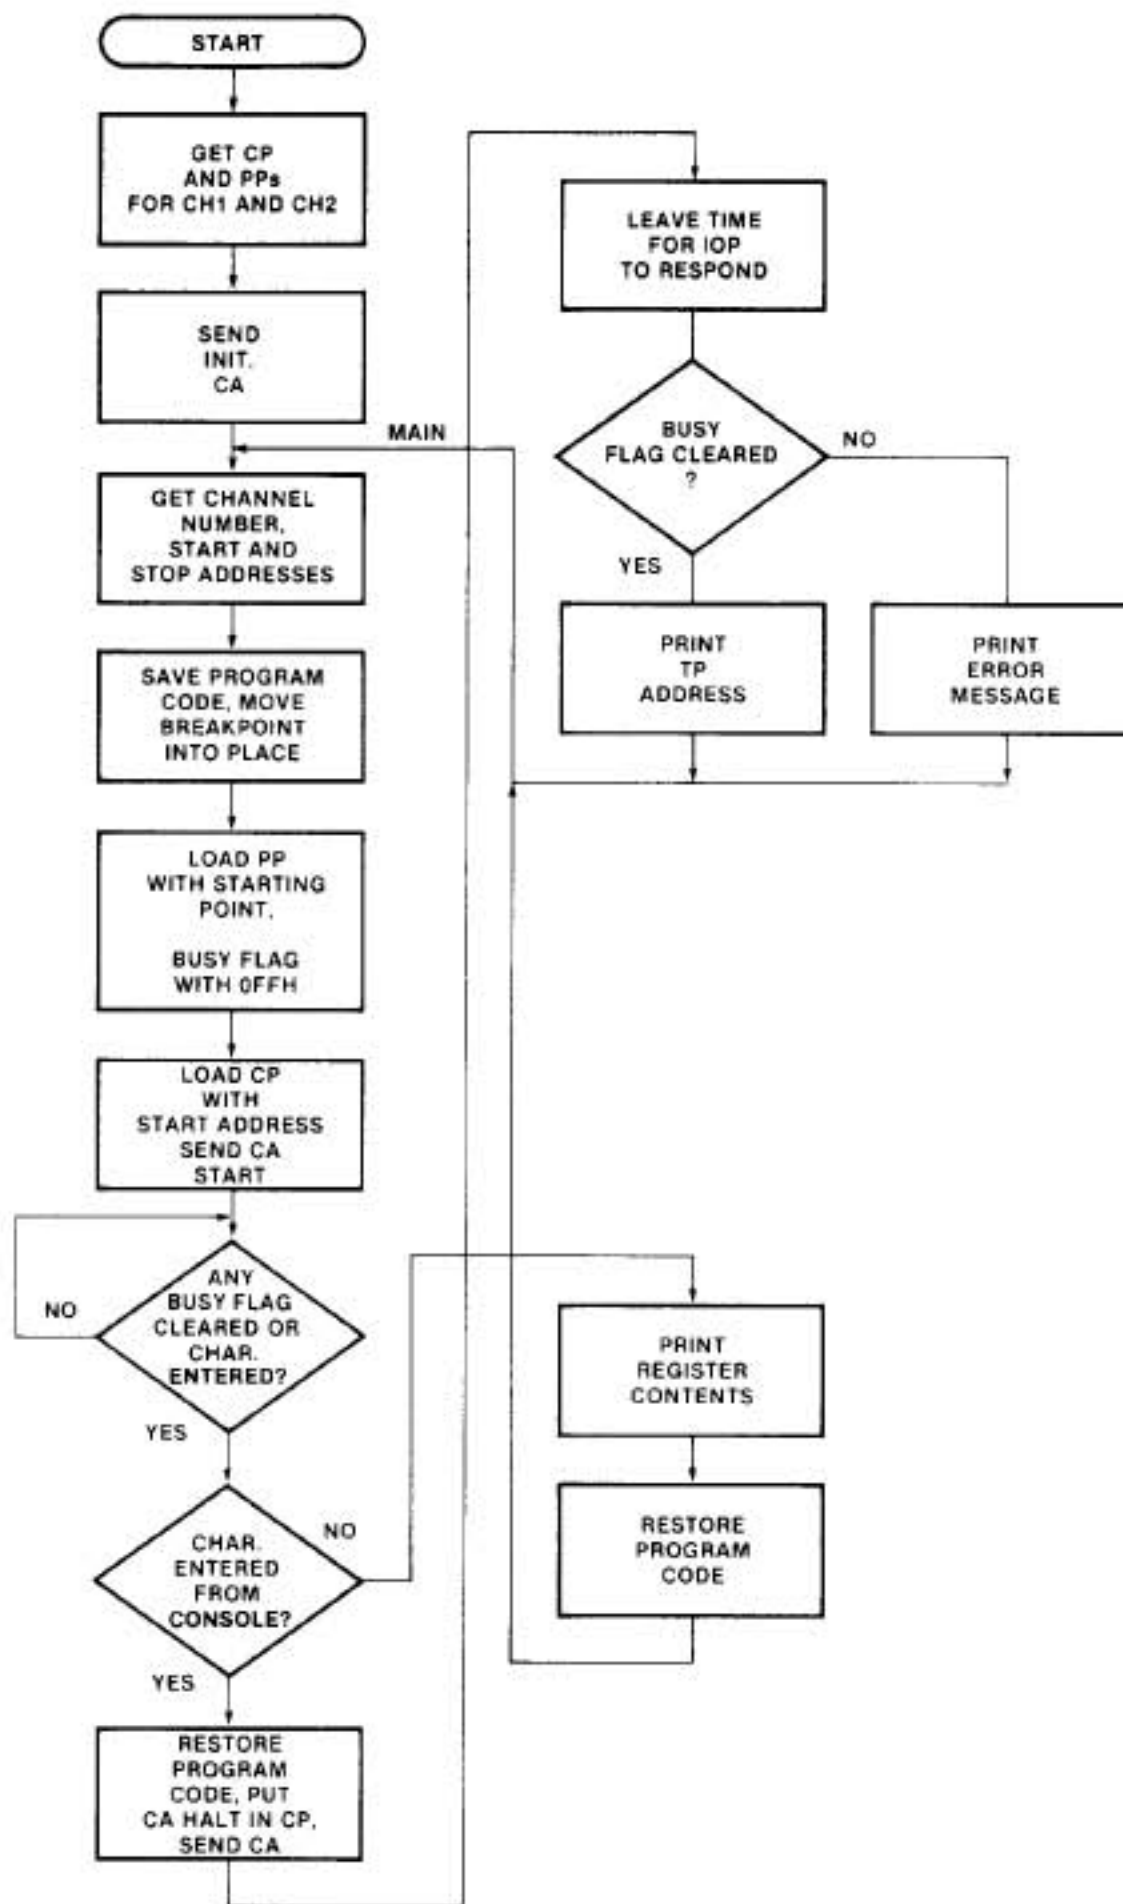 START
GET CP
AND PPs
FOR CH1 AND CH2
SEND
INIT.
CA
MAIN
GET CHANNEL
NUMBER,
START AND
STOP ADDRESSES
SAVE PROGRAM
CODE, MOVE
BREAKPOINT
INTO PLACE
LOAD PP
WITH STARTING
POINT.
BUSY FLAG
WITH 0FFH
LOAD CP
WITH
START ADDRESS
SEND CA
START
ANY
BUSY FLAG
CLEARED OR
CHAR.
ENTERED?
NO
YES
CHAR.
ENTERED
FROM
CONSOLE?
NO
YES
RESTORE
PROGRAM
CODE, PUT
CA HALT IN CP,
SEND CA
LEAVE TIME
FOR IOP
TO RESPOND
BUSY
FLAG CLEARED
?
NO
YES
PRINT
TP
ADDRESS
PRINT
ERROR
MESSAGE
PRINT
REGISTER
CONTENTS
RESTORE
PROGRAM
CODE